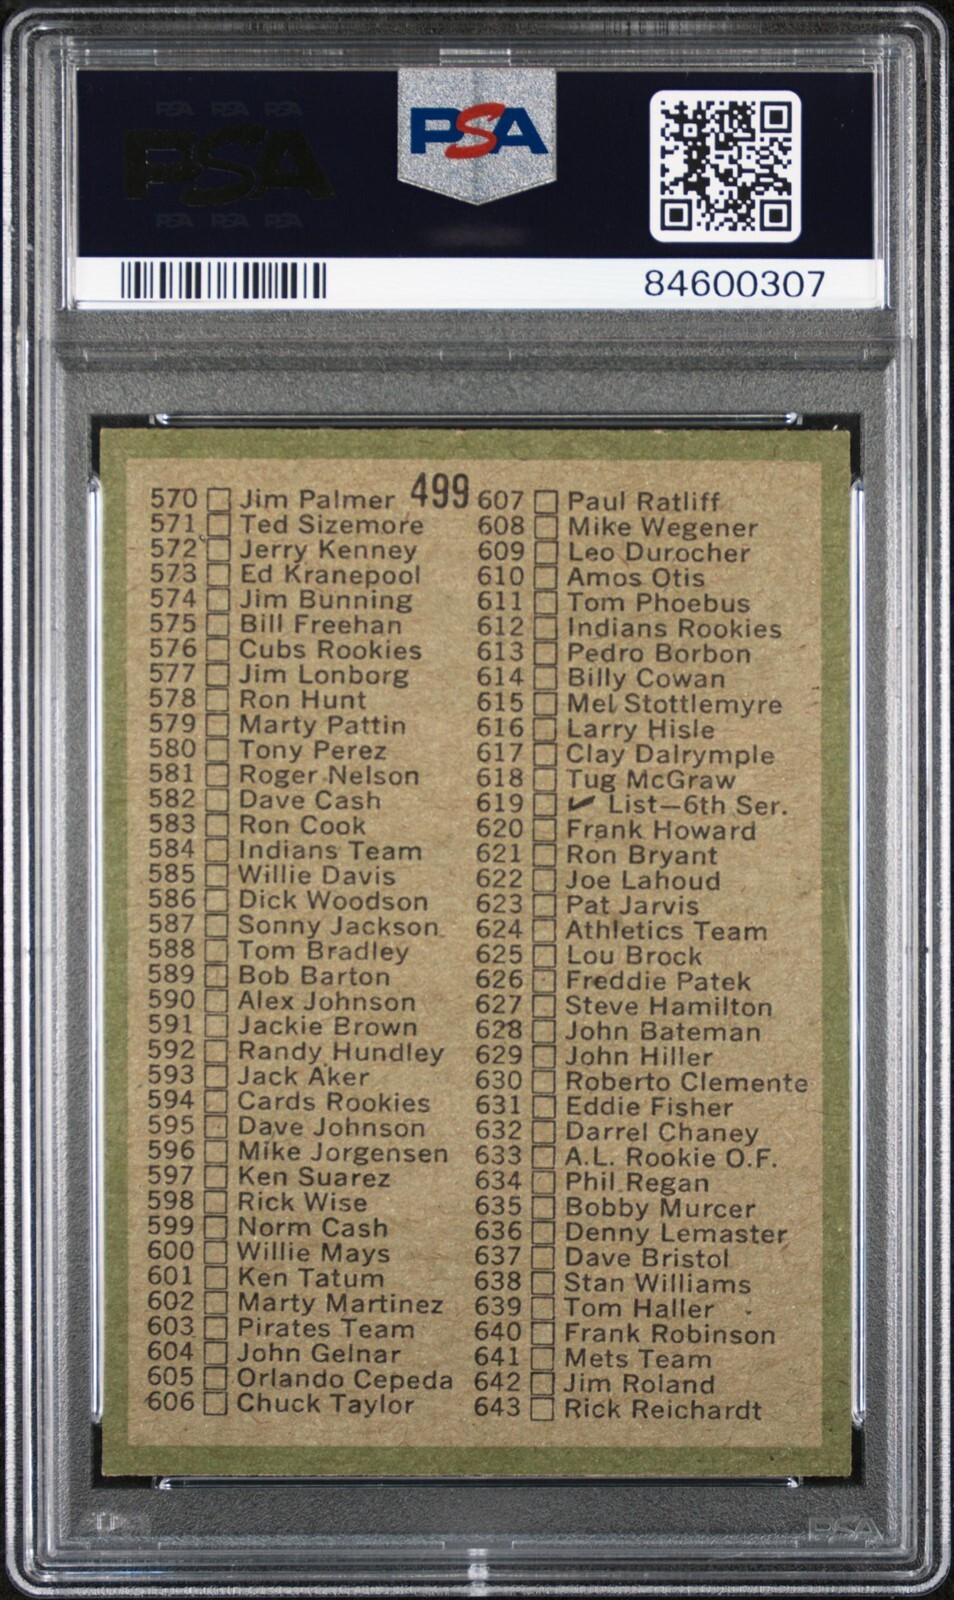 PSA PSA PSA
PSA
PSA PSA PSA
PSA
84600307
499
570 Jim Palmer
571 Ted Sizemore
572 Jerry Kenney
573 Ed Kranepool
574 Jim Bunning
575 Bill Freehan
576 Cubs Rookies
577 Jim Lonborg
578 Ron Hunt
579 Marty Pattin
580 Tony Perez
581 Roger Nelson
582 Dave Cash
583 Ron Cook
584 Indians Team
585 Willie Davis
586 Dick Woodson
587 Sonny Jackson
588 Tom Bradley
589 Bob Barton
590 Alex Johnson
591 Jackie Brown
592 Randy Hundley
593 Jack Aker
594 Cards Rookies
595 Dave Johnson
596 Mike Jorgensen
597 Ken Suarez
598 Rick Wise
599 Norm Cash
600 Willie Mays
601 Ken Tatum
602 Marty Martinez
603 Pirates Team
604 John Gelnar
605 Orlando Cepeda
606 Chuck Taylor
607 Paul Ratliff
608 Mike Wegener
609 Leo Durocher
610 Amos Otis
611 Tom Phoebus
612 Indians Rookies
613 Pedro Borbon
614 Billy Cowan
615 Mel Stottlemyre
616 Larry Hisle
617 Clay Dalrymple
618 Tug McGraw
619 ✔ List—6th Ser.
620 Frank Howard
621 Ron Bryant
622 Joe Lahoud
623 Pat Jarvis
624 Athletics Team
625 Lou Brock
626 Freddie Patek
627 Steve Hamilton
628 John Bateman
629 John Hiller
630 Roberto Clemente
631 Eddie Fisher
632 Darrel Chaney
633 A.L. Rookie O.F.
634 Phil Regan
635 Bobby Murcer
636 Denny Lemaster
637 Dave Bristol
638 Stan Williams
639 Tom Haller
640 Frank Robinson
641 Mets Team
642 Jim Roland
643 Rick Reichardt
PSA